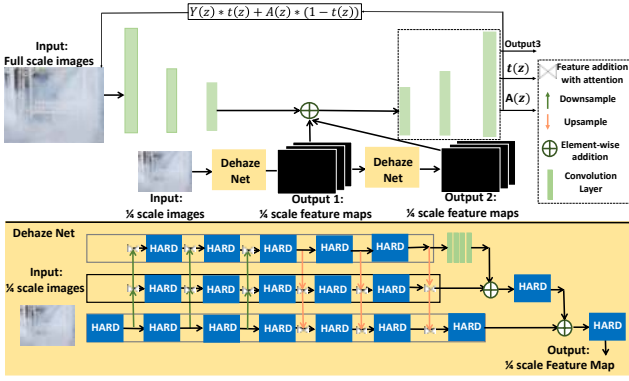 Y(z) * t(z) + A(z) * (1 - t(z))
Input:
Full scale images
Output3
t(z)
A(z)
Feature addition
with attention
Downsample
Upsample
Element-wise
addition
Convolution
Layer
Dehaze
Net
Dehaze
Net
Input:
¼ scale images
Output 1:
¼ scale feature maps
Output 2:
¼ scale feature maps
Dehaze Net
HARD HARD HARD HARD HARD
Input:
¼ scale images
HARD HARD HARD HARD HARD HARD
HARD HARD HARD HARD HARD HARD HARD HARD
Output:
¼ scale Feature Map